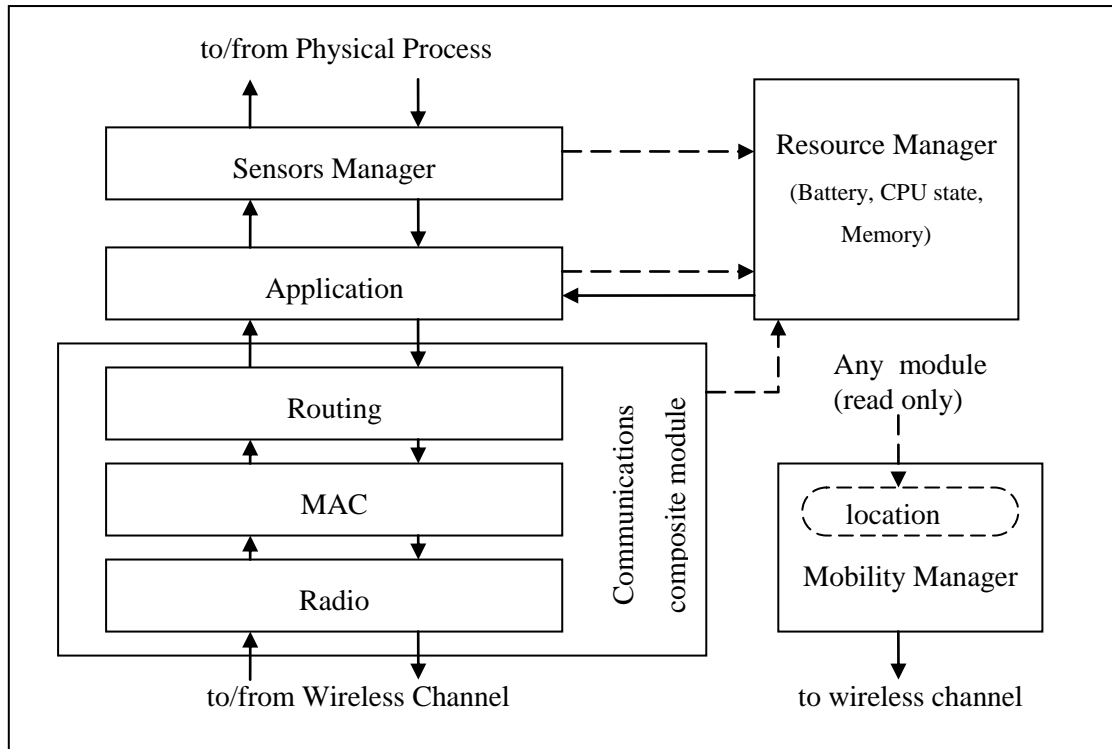 to/from Physical Process
Sensors Manager
Resource Manager
(Battery, CPU state,
Memory)
Application
Any module
(read only)
Routing
MAC
Radio
Communications
composite module
location
Mobility Manager
to/from Wireless Channel
to wireless channel